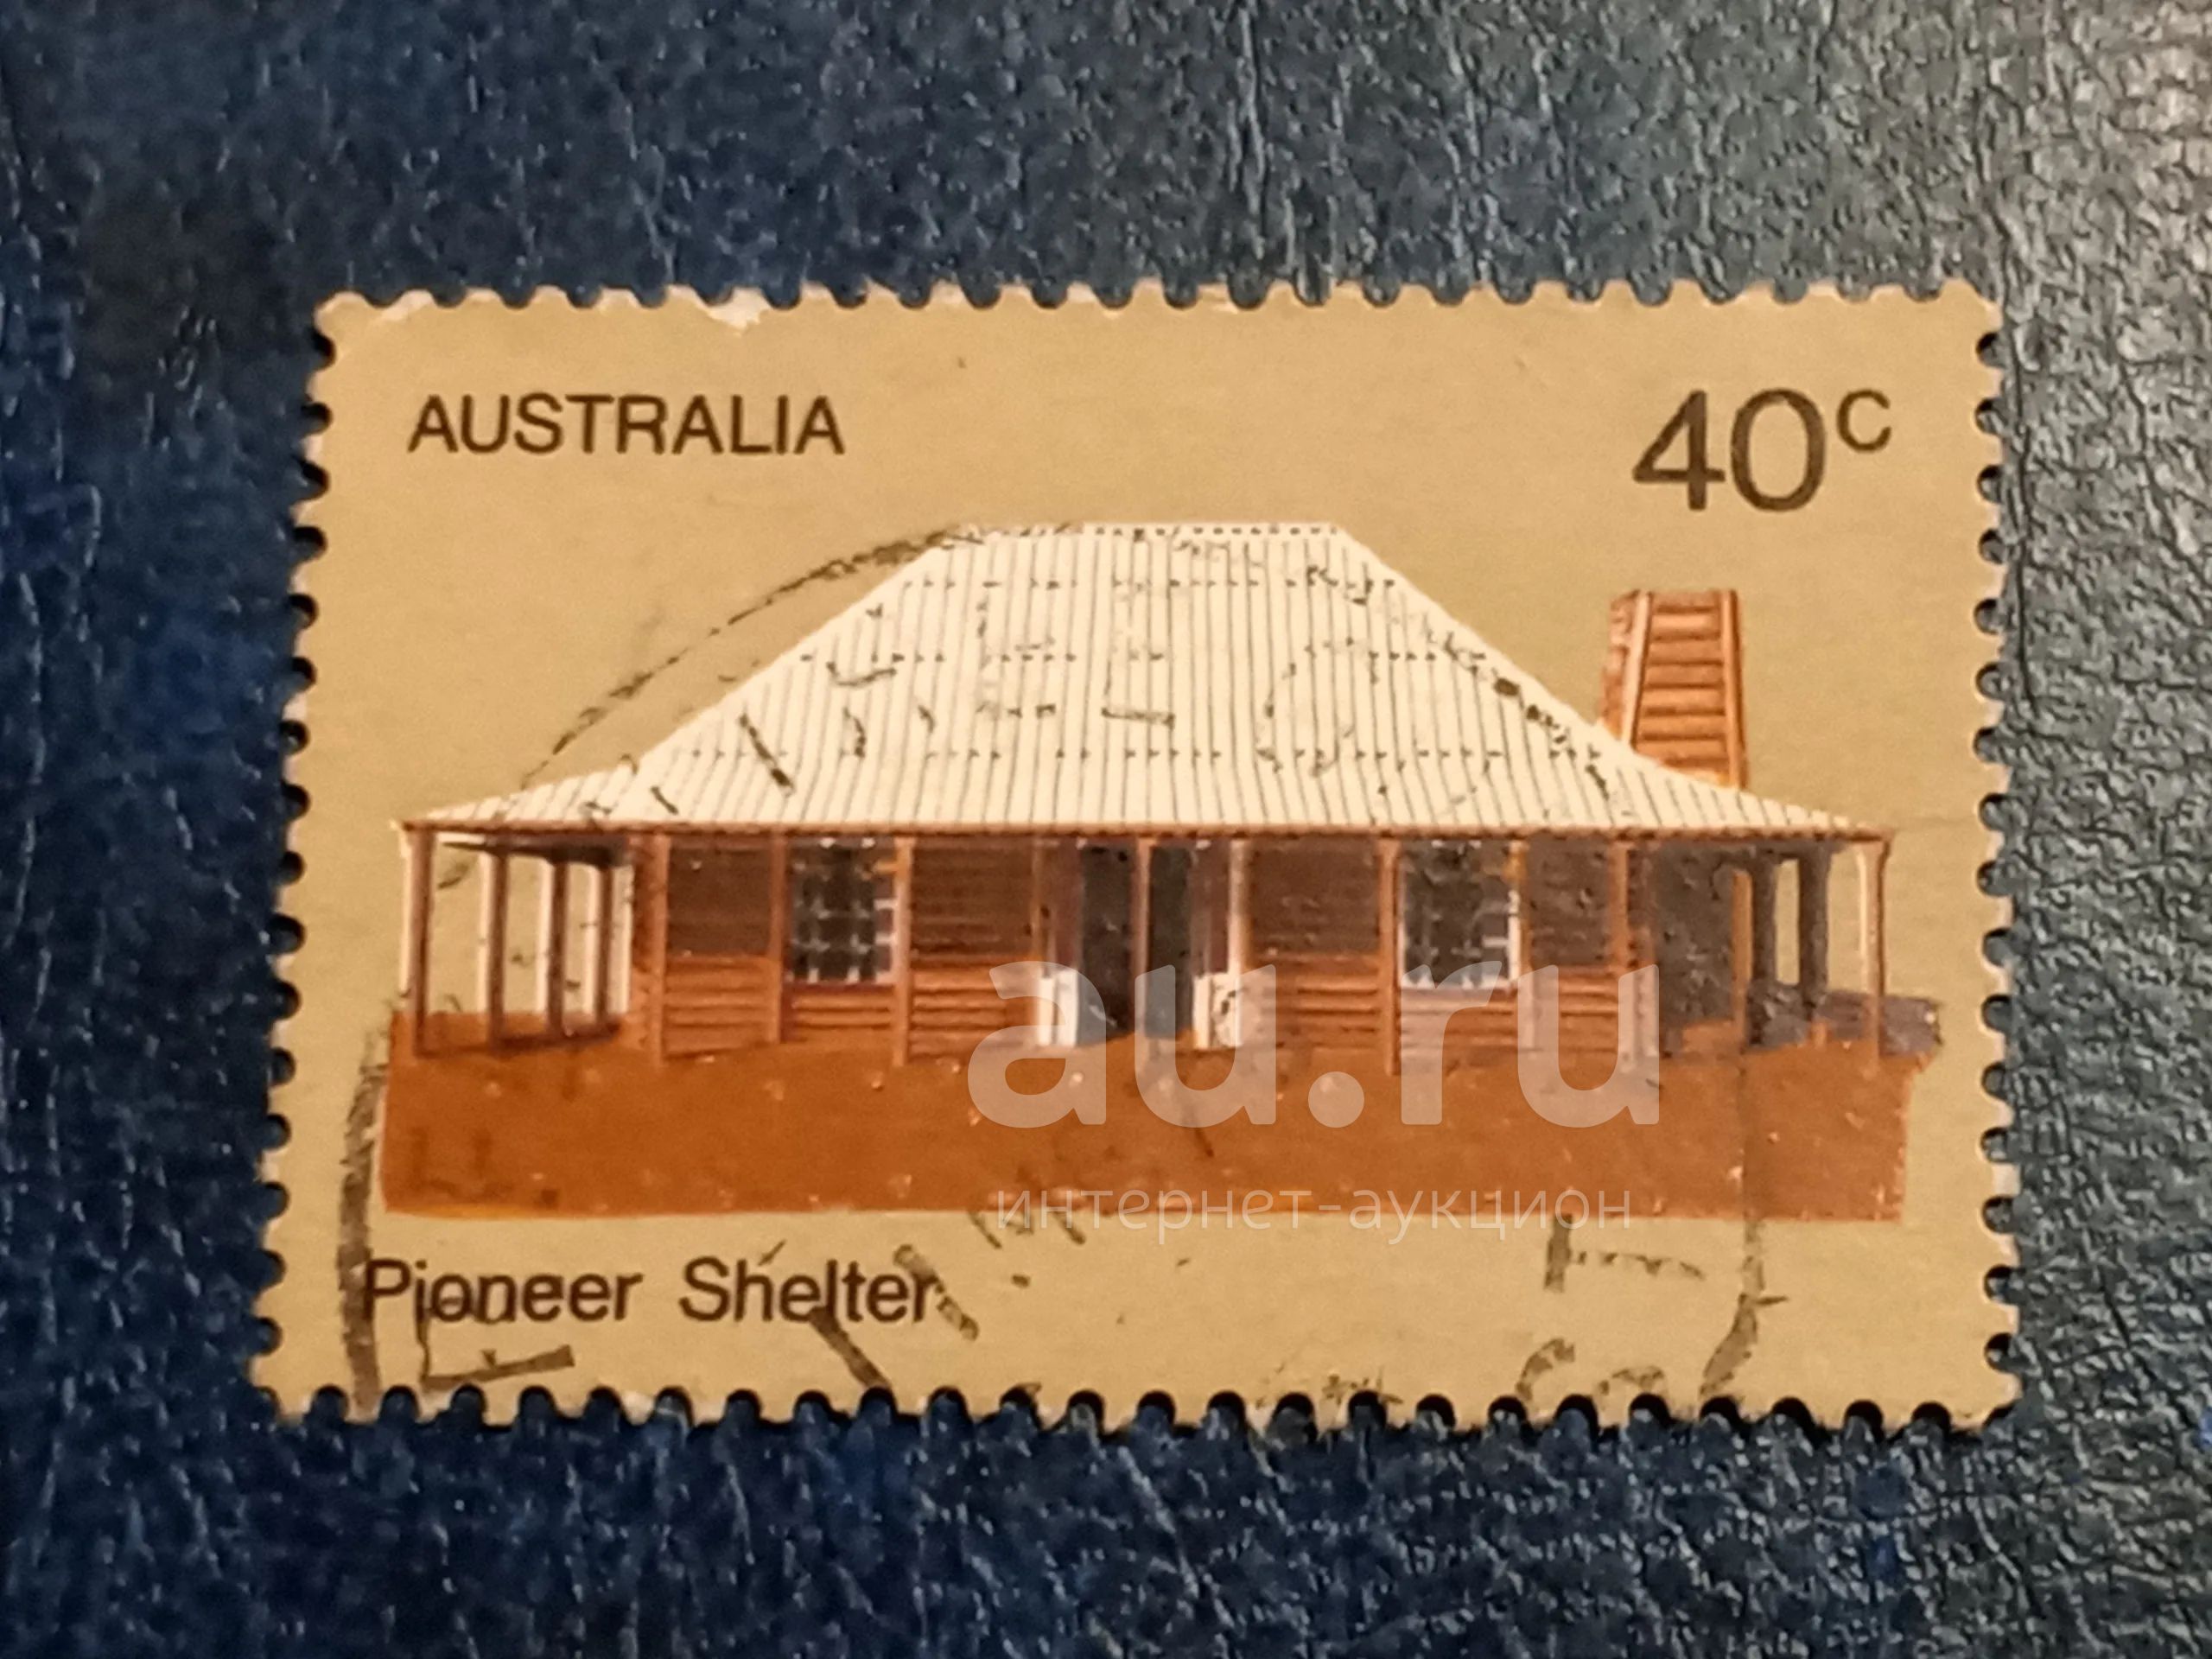 AUSTRALIA
40c
au.ru
интернет-аукцион
Pioneer Shelter